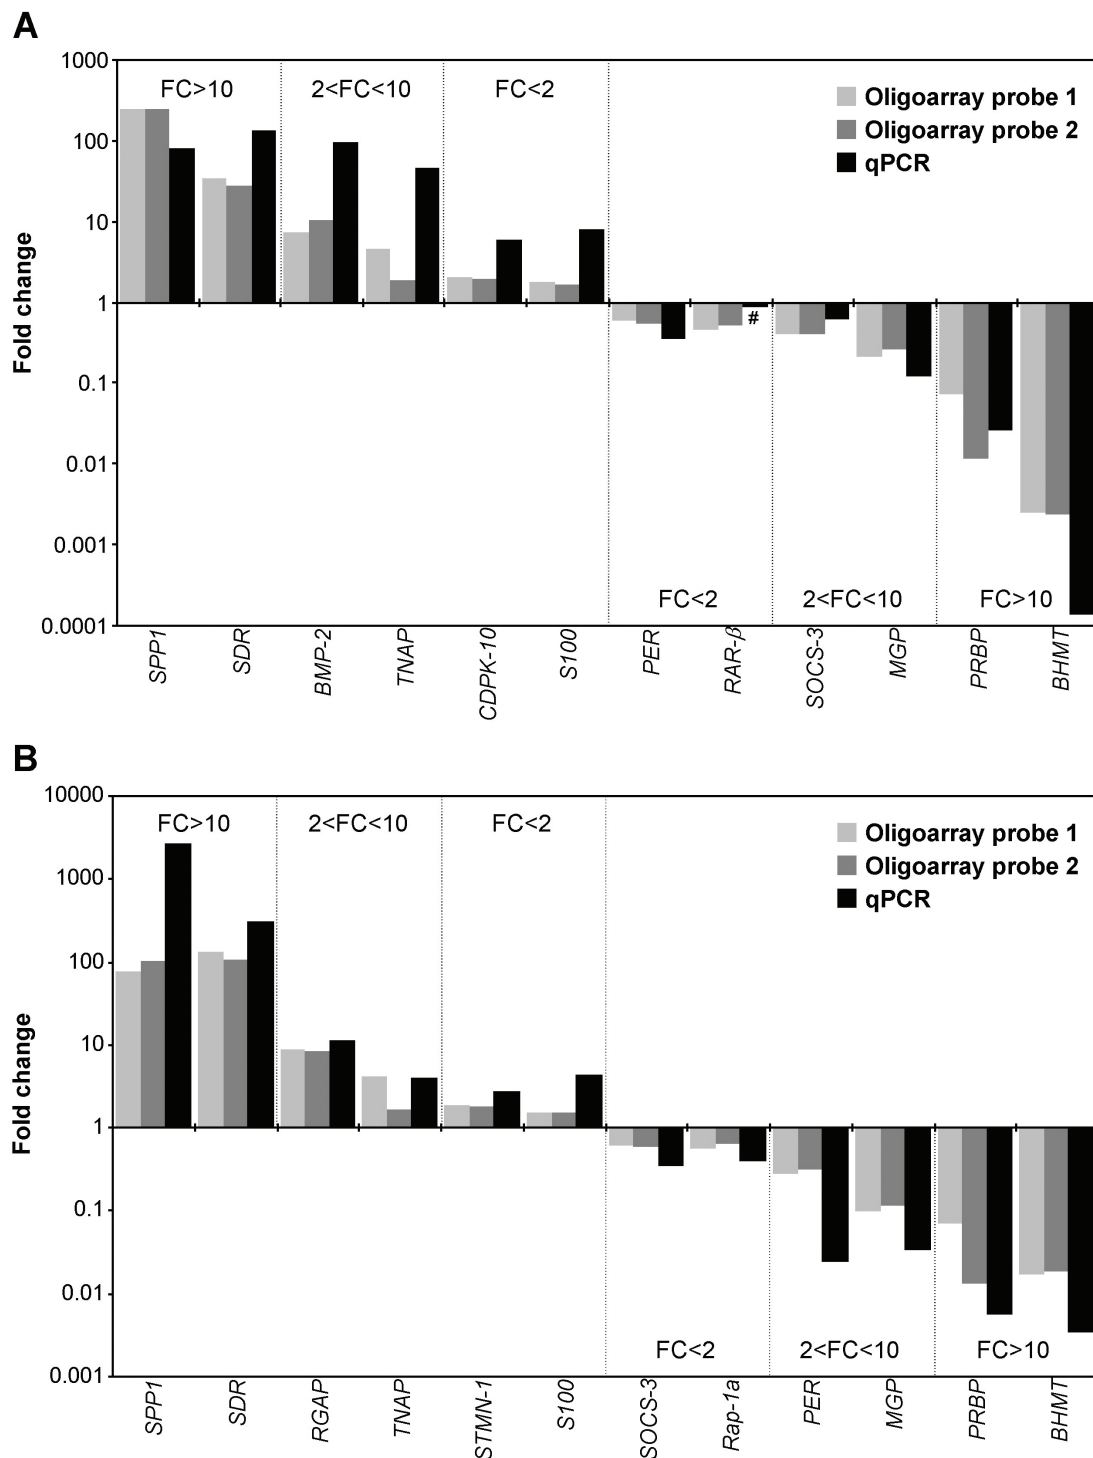 A
1000
100
10
1
0.1
0.01
0.001
0.0001
Fold change
FC>10
2<FC<10
FC<2
Oligoarray probe 1
Oligoarray probe 2
qPCR
#
FC<2
2<FC<10
FC>10
SPP1
SDR
BMP-2
TNAP
CDPK-10
S100
PER
RAR-β
SOCS-3
MGP
PRBP
BHMT
B
10000
1000
100
10
1
0.1
0.01
0.001
Fold change
FC>10
2<FC<10
FC<2
Oligoarray probe 1
Oligoarray probe 2
qPCR
FC<2
2<FC<10
FC>10
SPP1
SDR
RGAP
TNAP
STMN-1
S100
SOCS-3
Rap-1a
PER
MGP
PRBP
BHMT